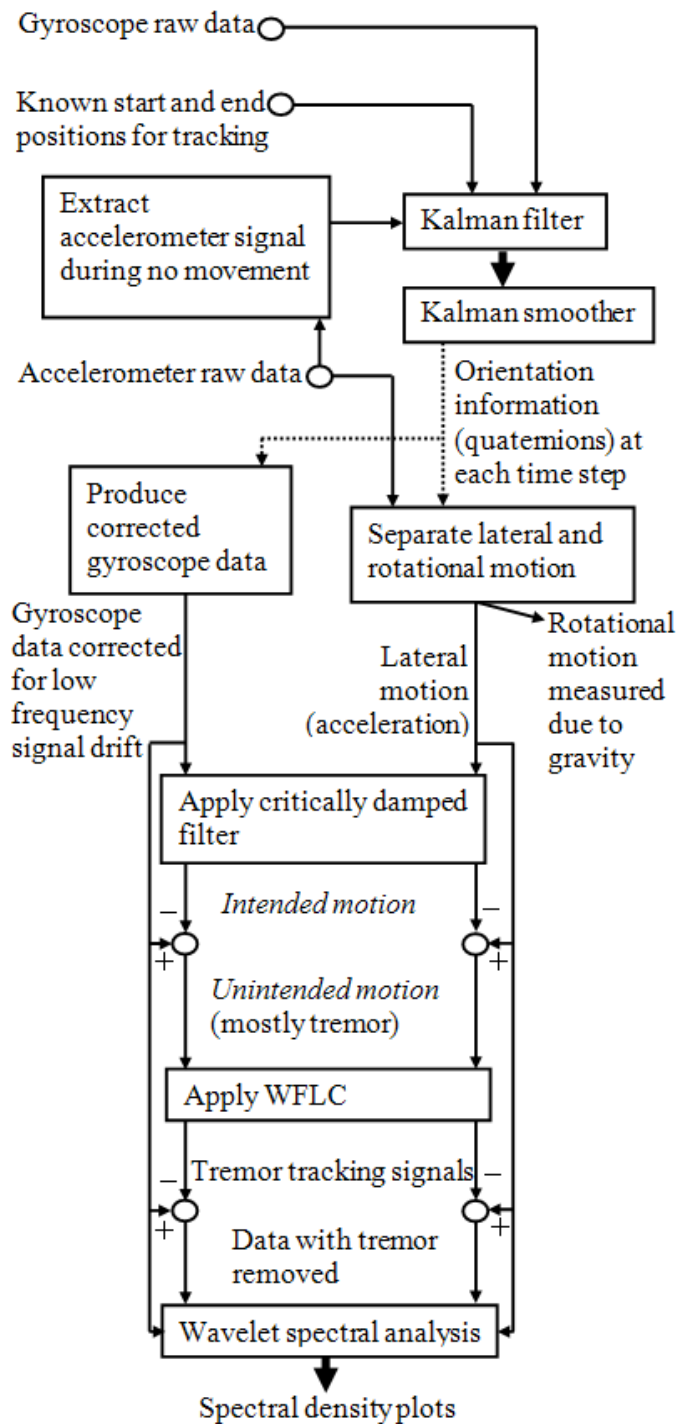 Gyroscope raw data
Known start and end
positions for tracking
Extract
accelerometer signal
during no movement
Kalman filter
Kalman smoother
Accelerometer raw data
Orientation
information
(quaternions) at
each time step
Produce
corrected
gyroscope data
Separate lateral and
rotational motion
Gyroscope
data corrected
for low
frequency
signal drift
Lateral
motion
(acceleration)
Rotational
motion
measured
due to
gravity
Apply critically damped
filter
− Intended motion −
+ +
Unintended motion
(mostly tremor)
Apply WFLC
− Tremor tracking signals −
+ +
Data with tremor
removed
Wavelet spectral analysis
Spectral density plots